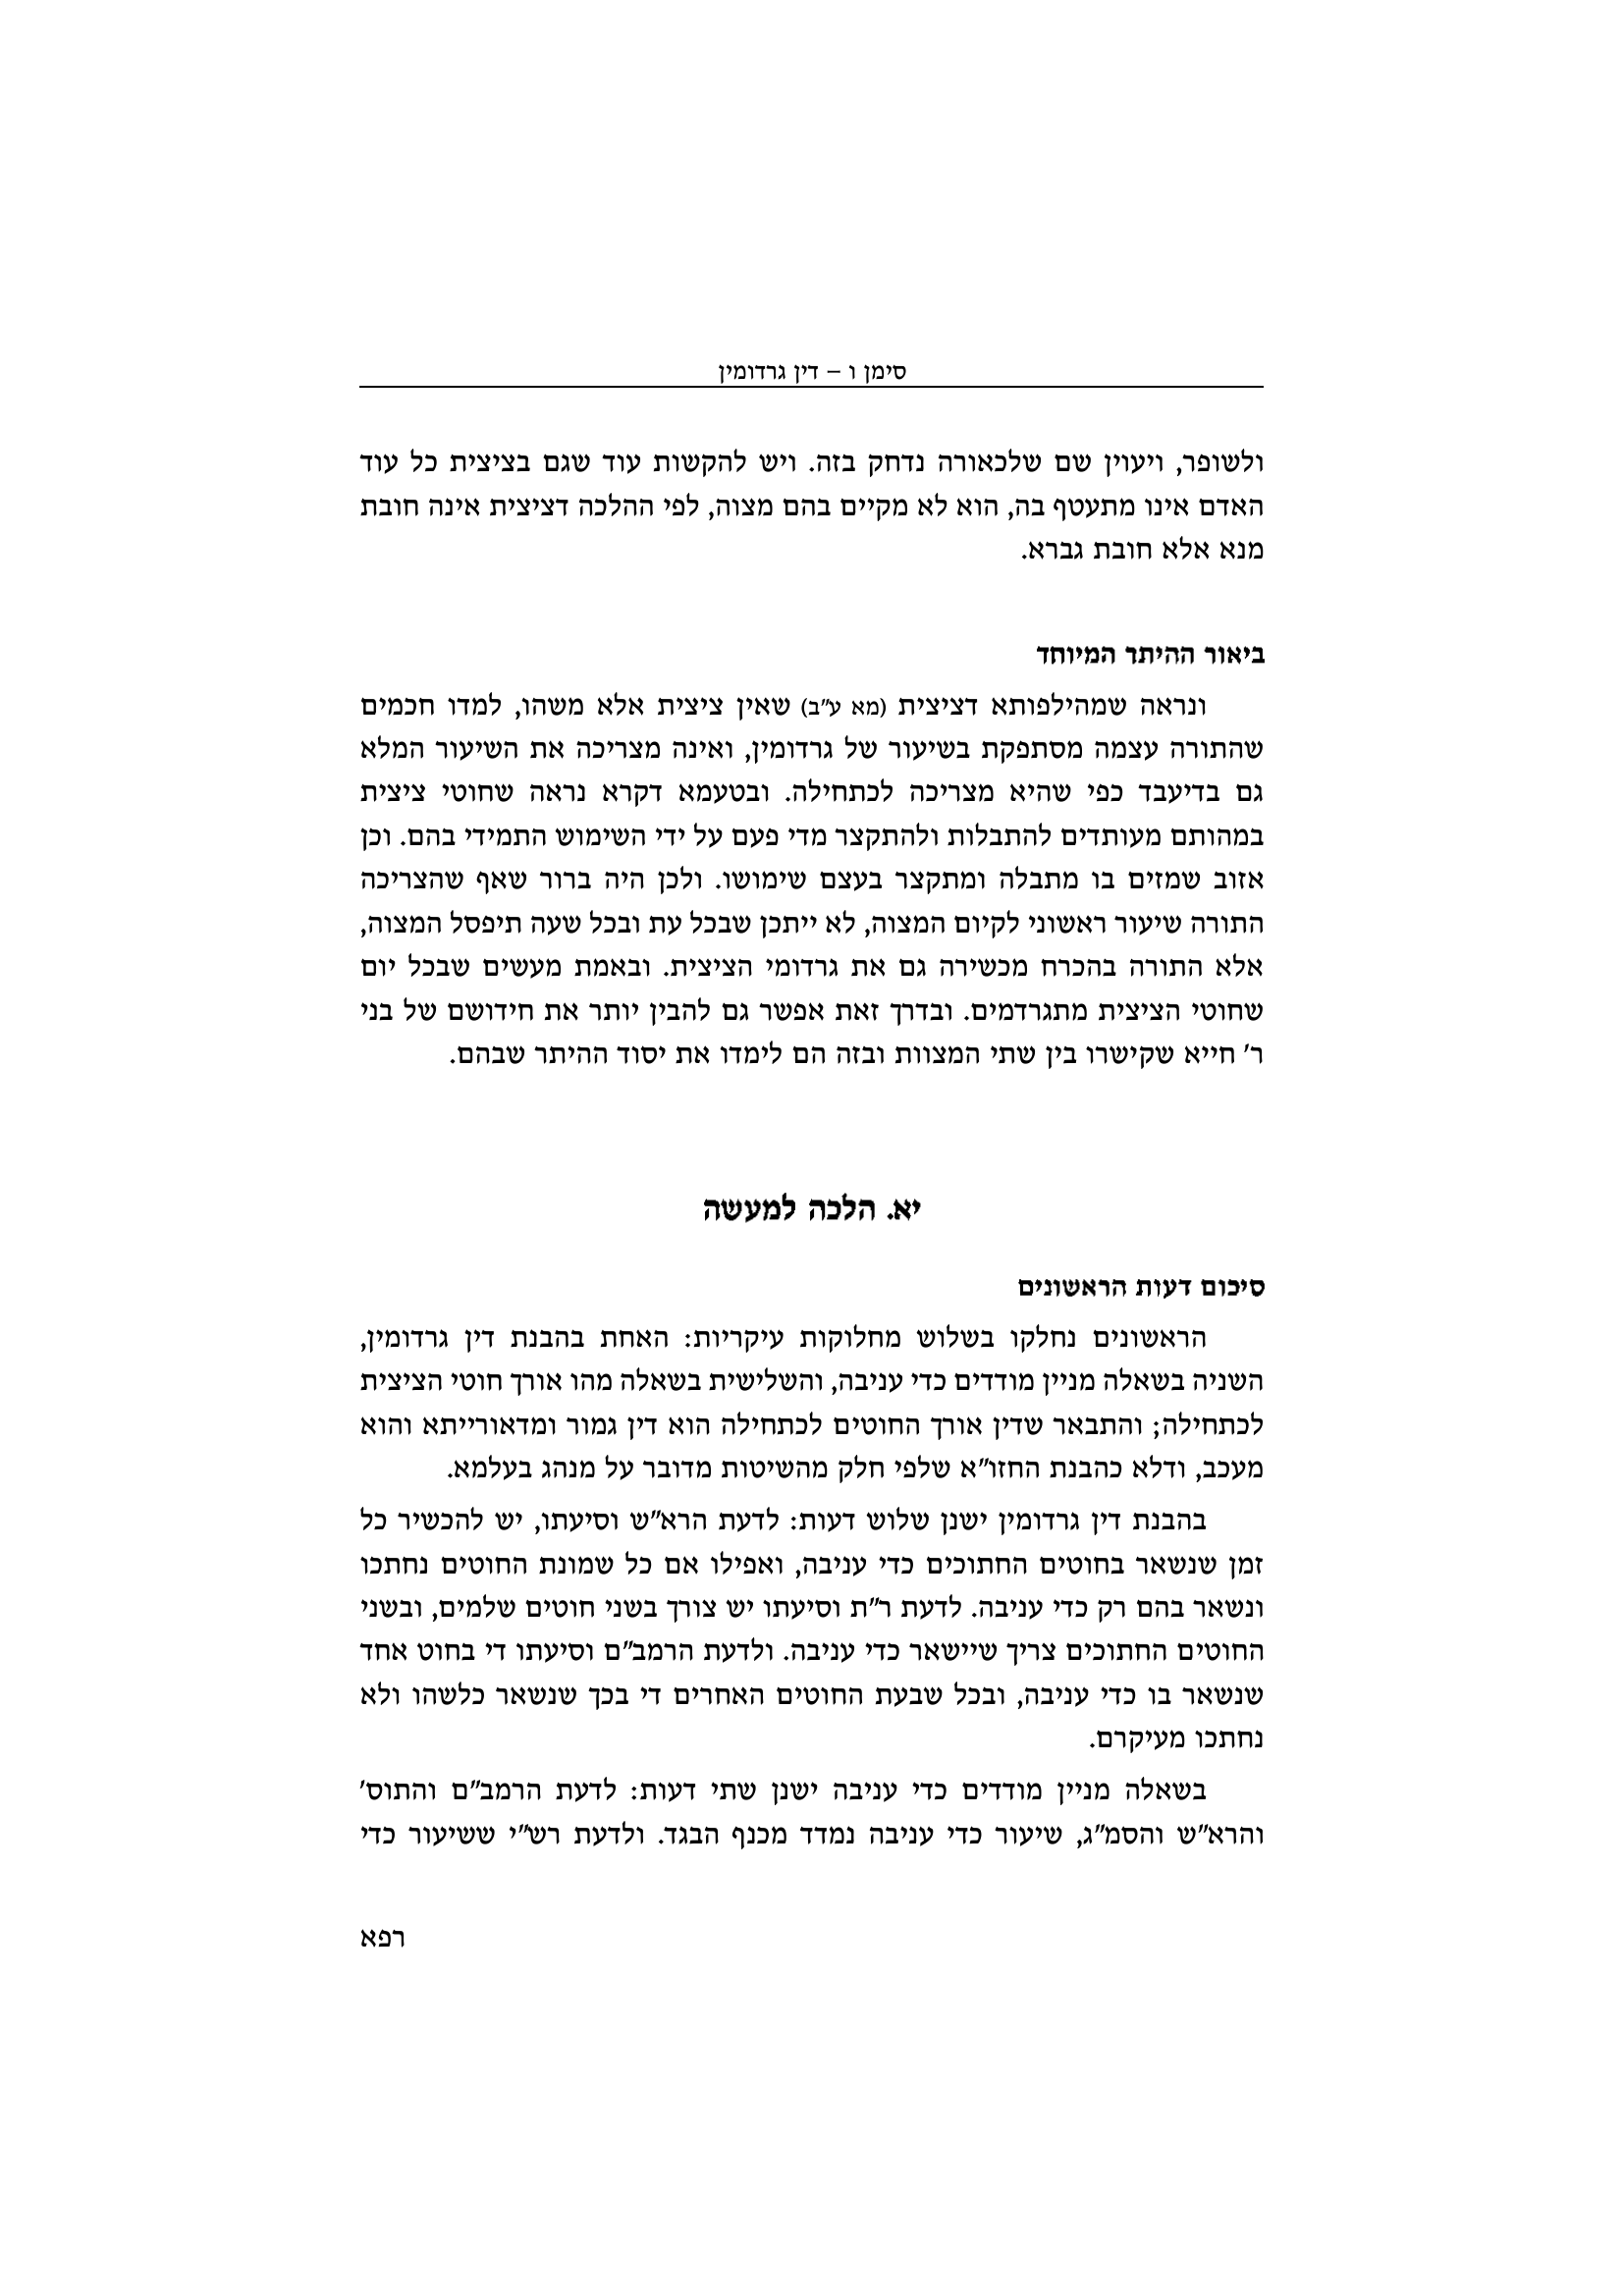 סימן ו – דין גרדומין
ולשופר, ויעוין שם שלכאורה נדחק בזה. ויש להקשות עוד שגם בציצית כל עוד
האדם אינו מתעטף בה, הוא לא מקיים בהם מצוה, לפי ההלכה דציצית אינה חובת
מנא אלא חובת גברא.
ביאור ההיתר המיוחד
ונראה שמהילפותא דציצית (מא ע״ב) שאין ציצית אלא משהו, למדו חכמים
שהתורה עצמה מסתפקת בשיעור של גרדומין, ואינה מצריכה את השיעור המלא
גם בדיעבד כפי שהיא מצריכה לכתחילה. ובטעמא דקרא נראה שחוטי ציצית
במהותם מעותדים להתבלות ולהתקצר מדי פעם על ידי השימוש התמידי בהם. וכן
אזוב שמזים בו מתבלה ומתקצר בעצם שימושו. ולכן היה ברור שאף שהצריכה
התורה שיעור ראשוני לקיום המצוה, לא ייתכן שבכל עת ובכל שעה תיפסל המצוה,
אלא התורה בהכרח מכשירה גם את גרדומי הציצית. ובאמת מעשים שבכל יום
שחוטי הציצית מתגרדמים. ובדרך זאת אפשר גם להבין יותר את חידושם של בני
ר׳ חייא שקישרו בין שתי המצוות ובזה הם לימדו את יסוד ההיתר שבהם.
יא. הלכה למעשה
סיכום דעות הראשונים
הראשונים נחלקו בשלוש מחלוקות עיקריות: האחת בהבנת דין גרדומין,
השניה בשאלה מניין מודדים כדי עניבה, והשלישית בשאלה מהו אורך חוטי הציצית
לכתחילה; והתבאר שדין אורך החוטים לכתחילה הוא דין גמור ומדאורייתא והוא
מעכב, ודלא כהבנת החזו״א שלפי חלק מהשיטות מדובר על מנהג בעלמא.
בהבנת דין גרדומין ישנן שלוש דעות: לדעת הרא״ש וסיעתו, יש להכשיר כל
זמן שנשאר בחוטים החתוכים כדי עניבה, ואפילו אם כל שמונת החוטים נחתכו
ונשאר בהם רק כדי עניבה. לדעת ר״ת וסיעתו יש צורך בשני חוטים שלמים, ובשני
החוטים החתוכים צריך שיישאר כדי עניבה. ולדעת הרמב״ם וסיעתו די בחוט אחד
שנשאר בו כדי עניבה, ובכל שבעת החוטים האחרים די בכך שנשאר כלשהו ולא
נחתכו מעיקרם.
בשאלה מניין מודדים כדי עניבה ישנן שתי דעות: לדעת הרמב״ם והתוס׳
והרא״ש והסמ״ג, שיעור כדי עניבה נמדד מכנף הבגד. ולדעת רש״י ששיעור כדי
רפא